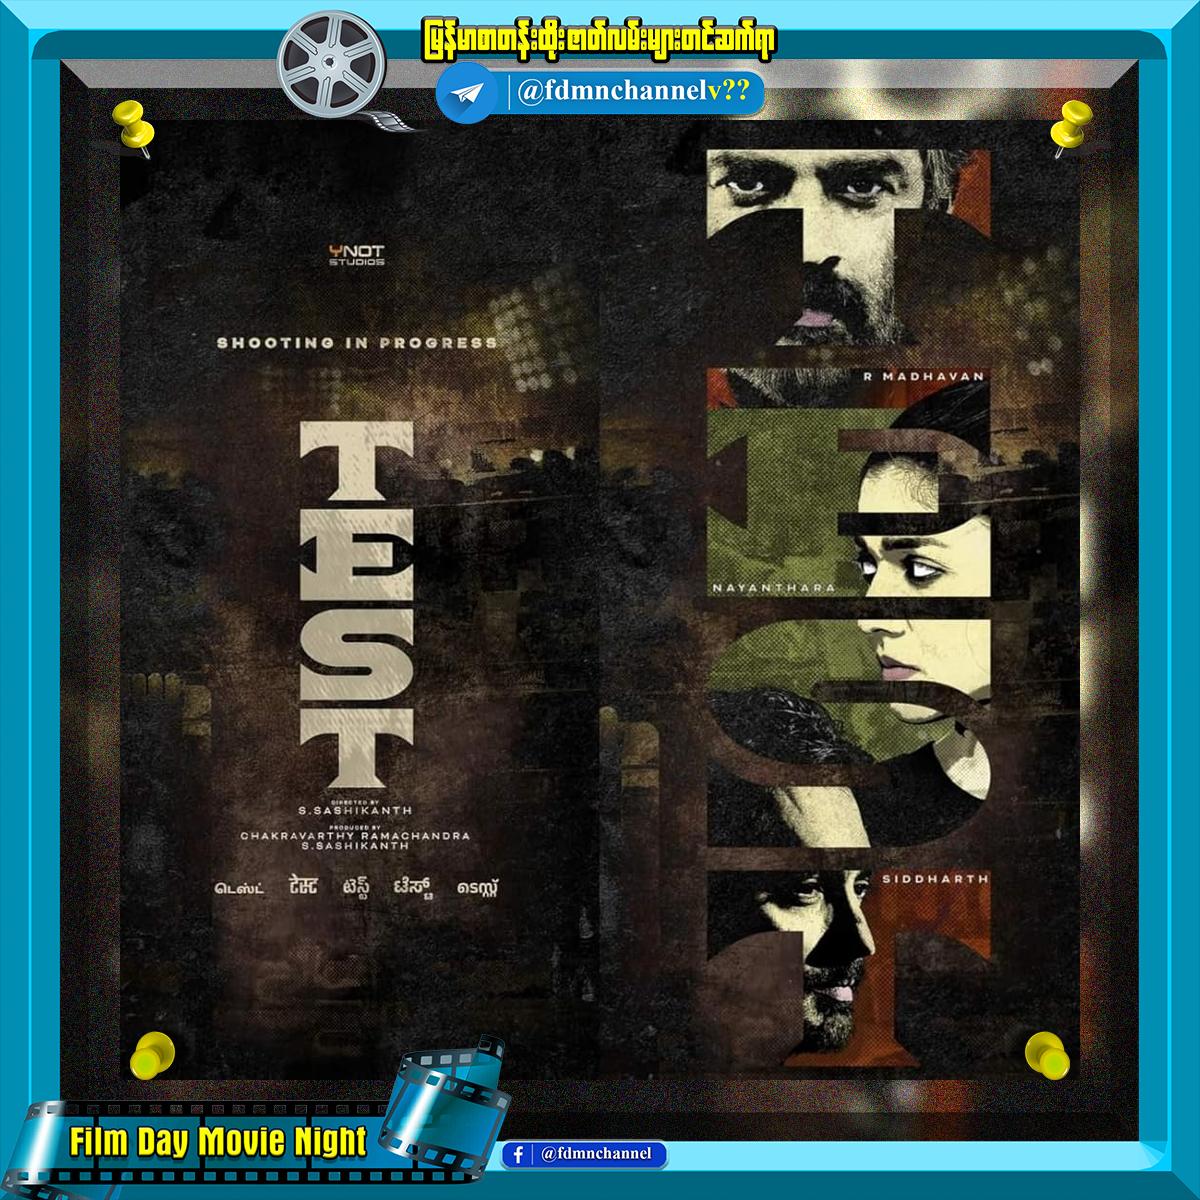 မြန်မာစာတန်းထိုး ဇာတ်လမ်းများတင်ဆက်ရာ
@fdmnchannelv??
YNOT
STUDIOS
SHOOTING IN PROGRESS
TEST
DIRECTED BY
S.SASHIKANTH
PRODUCED BY
CHAKRAVARTHY RAMACHANDRA
S.SASHIKANTH
டெஸ்ட் टेस्ट టెస్ట్ ಟೆಸ್ಟ್ ടെസ്റ്റ്
TEST
R MADHAVAN
NAYANTHARA
SIDDHARTH
Film Day Movie Night
@fdmnchannel